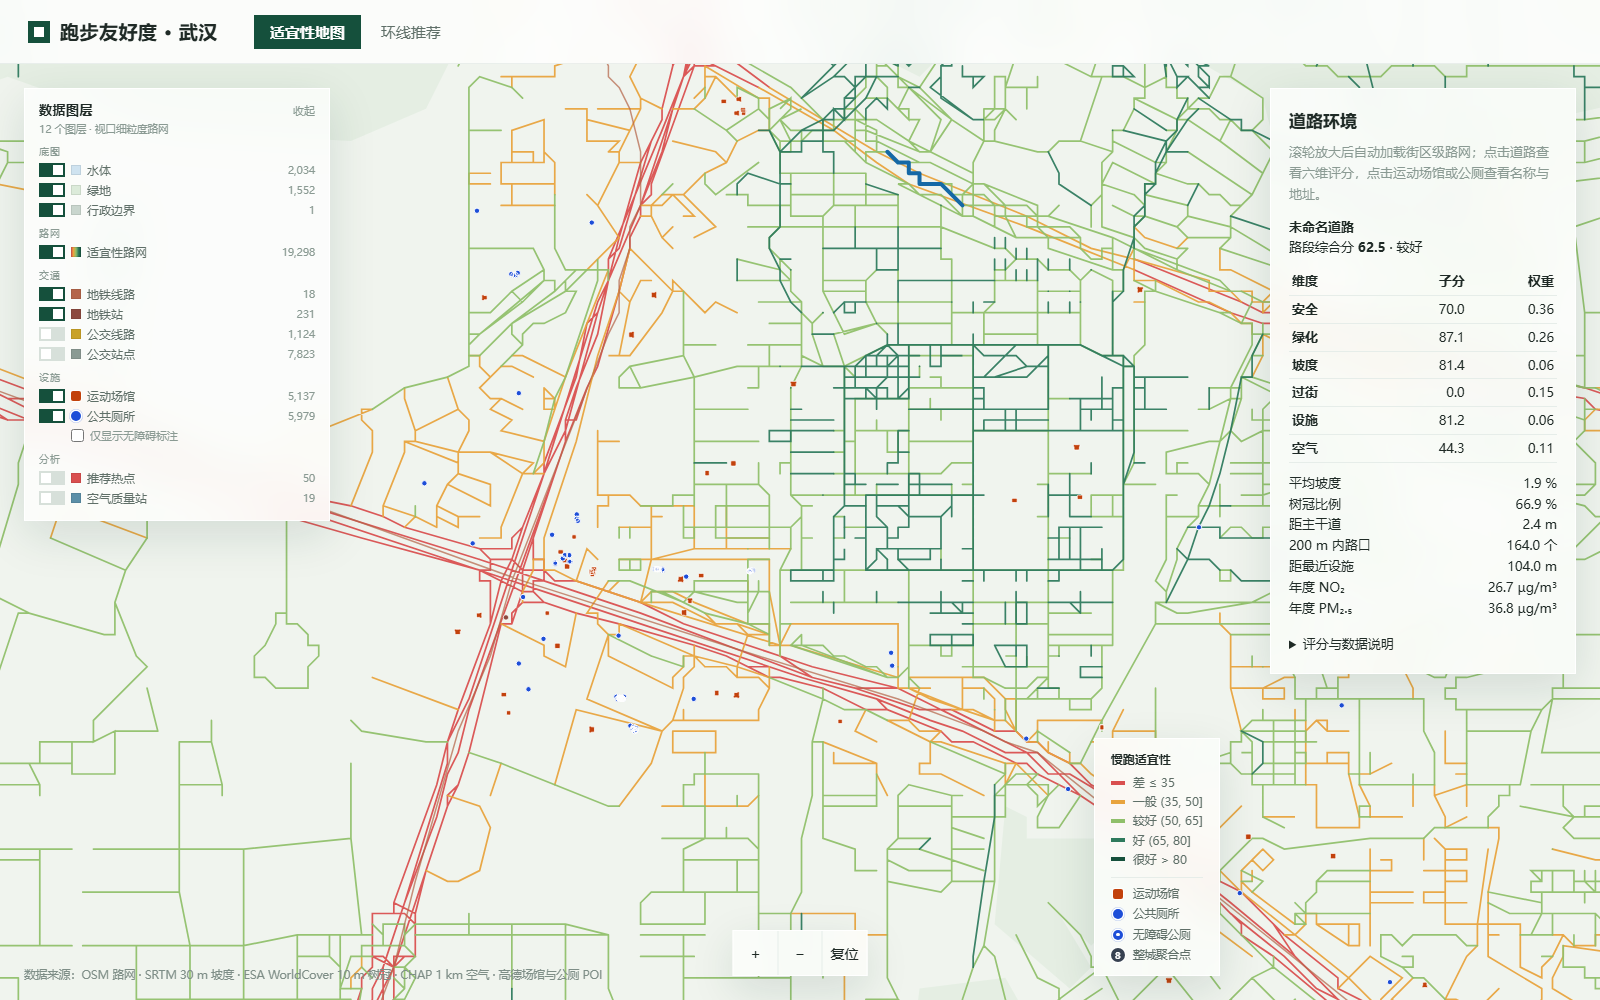 跑步友好度 · 武汉
适宜性地图
环线推荐
数据图层
收起
12 个图层 · 视口细粒度路网
底图
水体 2,034
绿地 1,552
行政边界 1
路网
适宜性路网 19,298
交通
地铁线路 18
地铁站 231
公交线路 1,124
公交站点 7,823
设施
运动场馆 5,137
公共厕所 5,979
仅显示无障碍标注
分析
推荐热点 50
空气质量站 19
道路环境
滚轮放大后自动加载街区级路网；点击道路查
看六维评分，点击运动场馆或公厕查看名称与
地址。
未命名道路
路段综合分 62.5 · 较好
维度 子分 权重
安全 70.0 0.36
绿化 87.1 0.26
坡度 81.4 0.06
过街 0.0 0.15
设施 81.2 0.06
空气 44.3 0.11
平均坡度 1.9 %
树冠比例 66.9 %
距主干道 2.4 m
200 m 内路口 164.0 个
距最近设施 104.0 m
年度 NO₂ 26.7 µg/m³
年度 PM₂.₅ 36.8 µg/m³
▶ 评分与数据说明
慢跑适宜性
差 ≤ 35
一般 (35, 50]
较好 (50, 65]
好 (65, 80]
很好 > 80
运动场馆
公共厕所
无障碍公厕
8 整城聚合点
+ − 复位
数据来源：OSM 路网 · SRTM 30 m 坡度 · ESA WorldCover 10 m 树冠 · CHAP 1 km 空气 · 高德场馆与公厕 POI